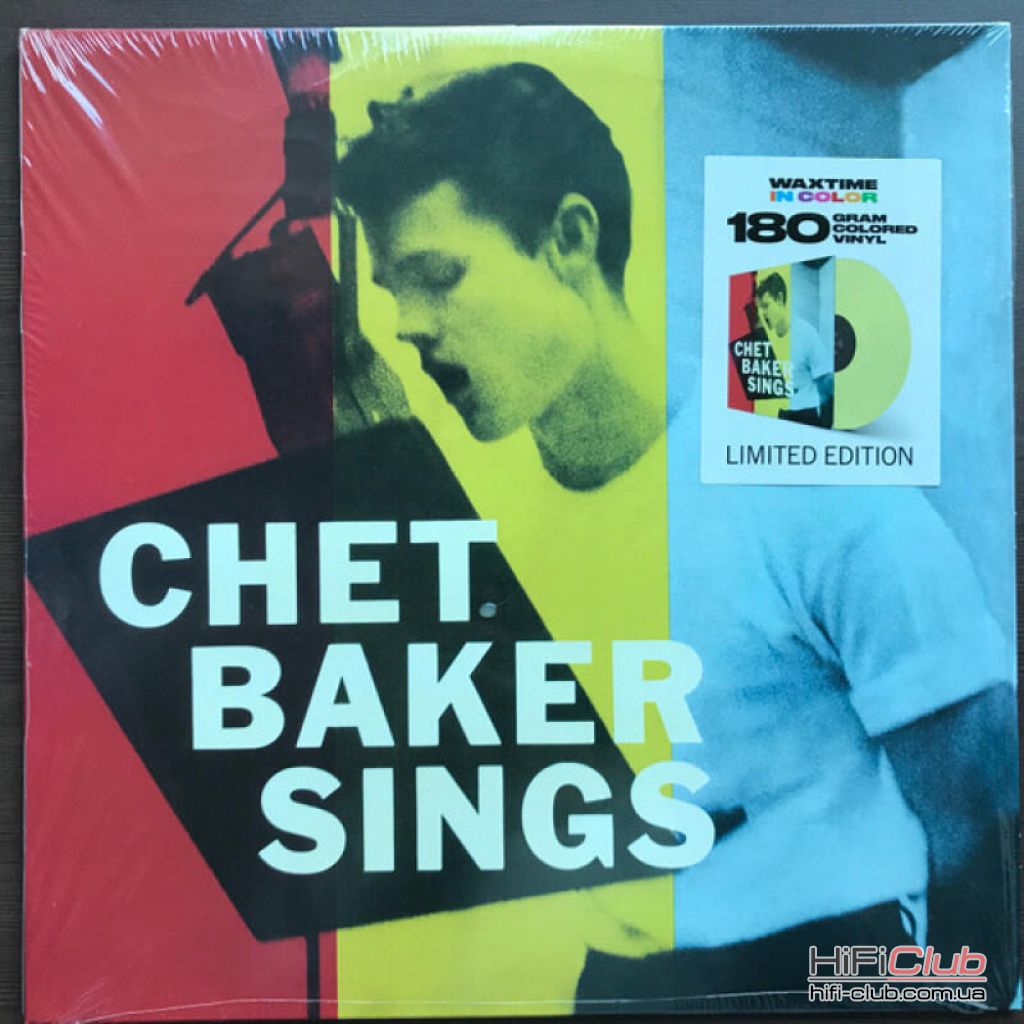 WAXTIME
IN COLOR
180 GRAM
COLORED
VINYL
CHET
BAKER
SINGS
LIMITED EDITION
CHET
BAKER
SINGS
HiFiClub
hifi-club.com.ua